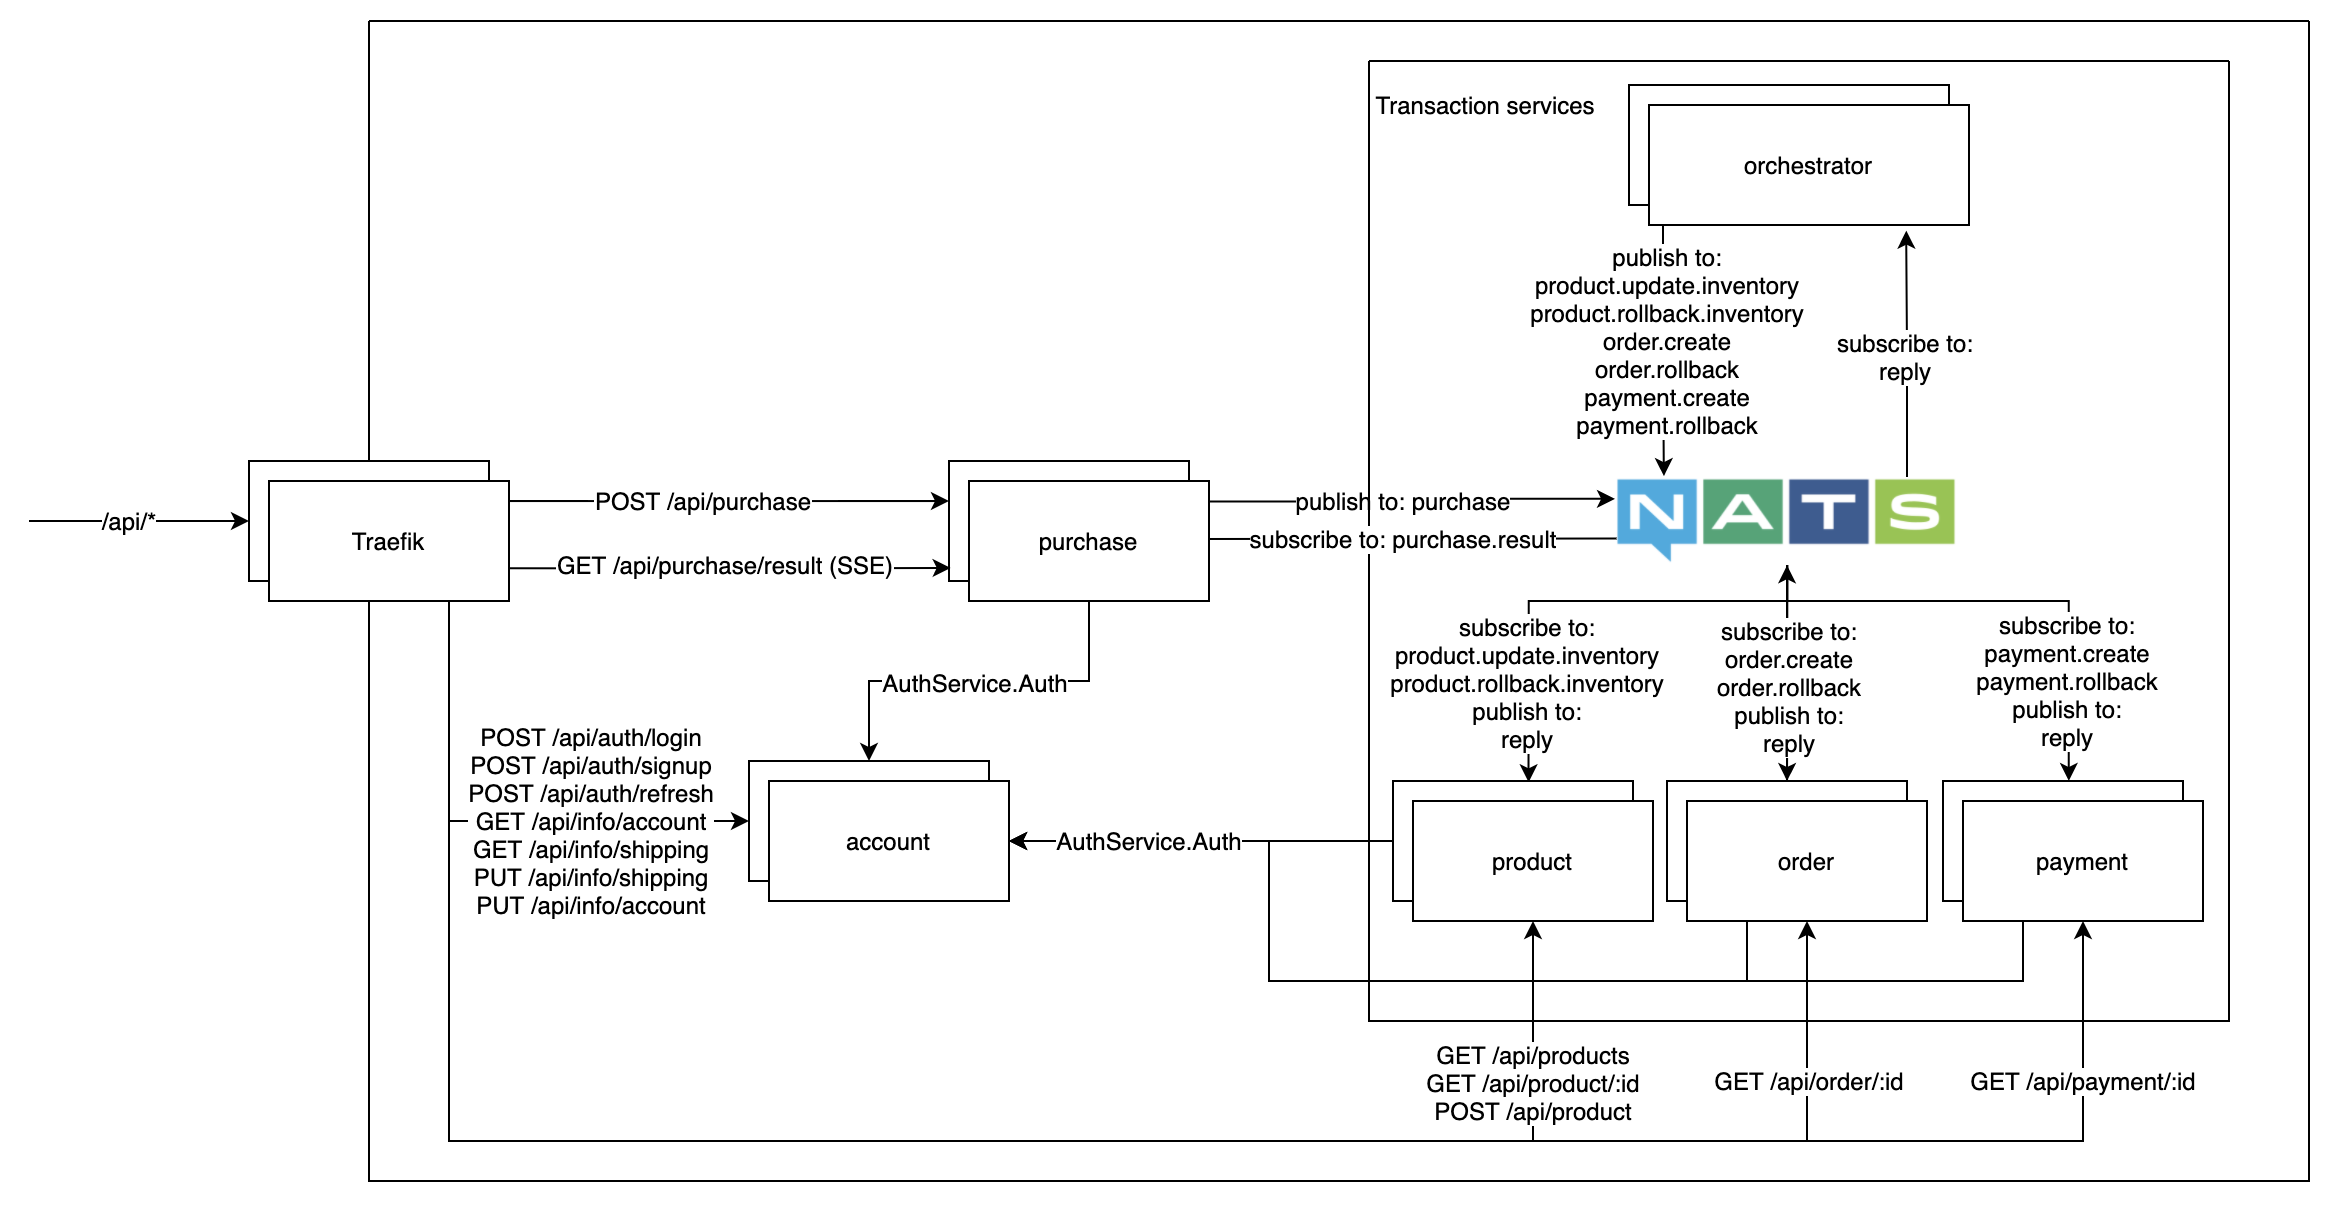 Transaction services
orchestrator
publish to:
product.update.inventory
product.rollback.inventory
order.create
order.rollback
payment.create
payment.rollback
subscribe to:
reply
/api/*
Traefik
POST /api/purchase
GET /api/purchase/result (SSE)
purchase
publish to: purchase
subscribe to: purchase.result
NATS
AuthService.Auth
subscribe to:
product.update.inventory
product.rollback.inventory
publish to:
reply
subscribe to:
order.create
order.rollback
publish to:
reply
subscribe to:
payment.create
payment.rollback
publish to:
reply
POST /api/auth/login
POST /api/auth/signup
POST /api/auth/refresh
GET /api/info/account
GET /api/info/shipping
PUT /api/info/shipping
PUT /api/info/account
account
AuthService.Auth
product
order
payment
GET /api/products
GET /api/product/:id
POST /api/product
GET /api/order/:id
GET /api/payment/:id